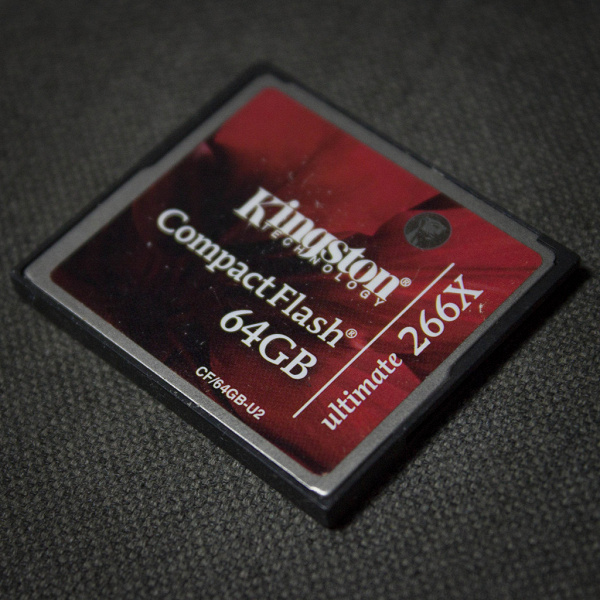 Kingston®
TECHNOLOGY
CompactFlash®
64GB
CF/64GB-U2
ultimate 266X